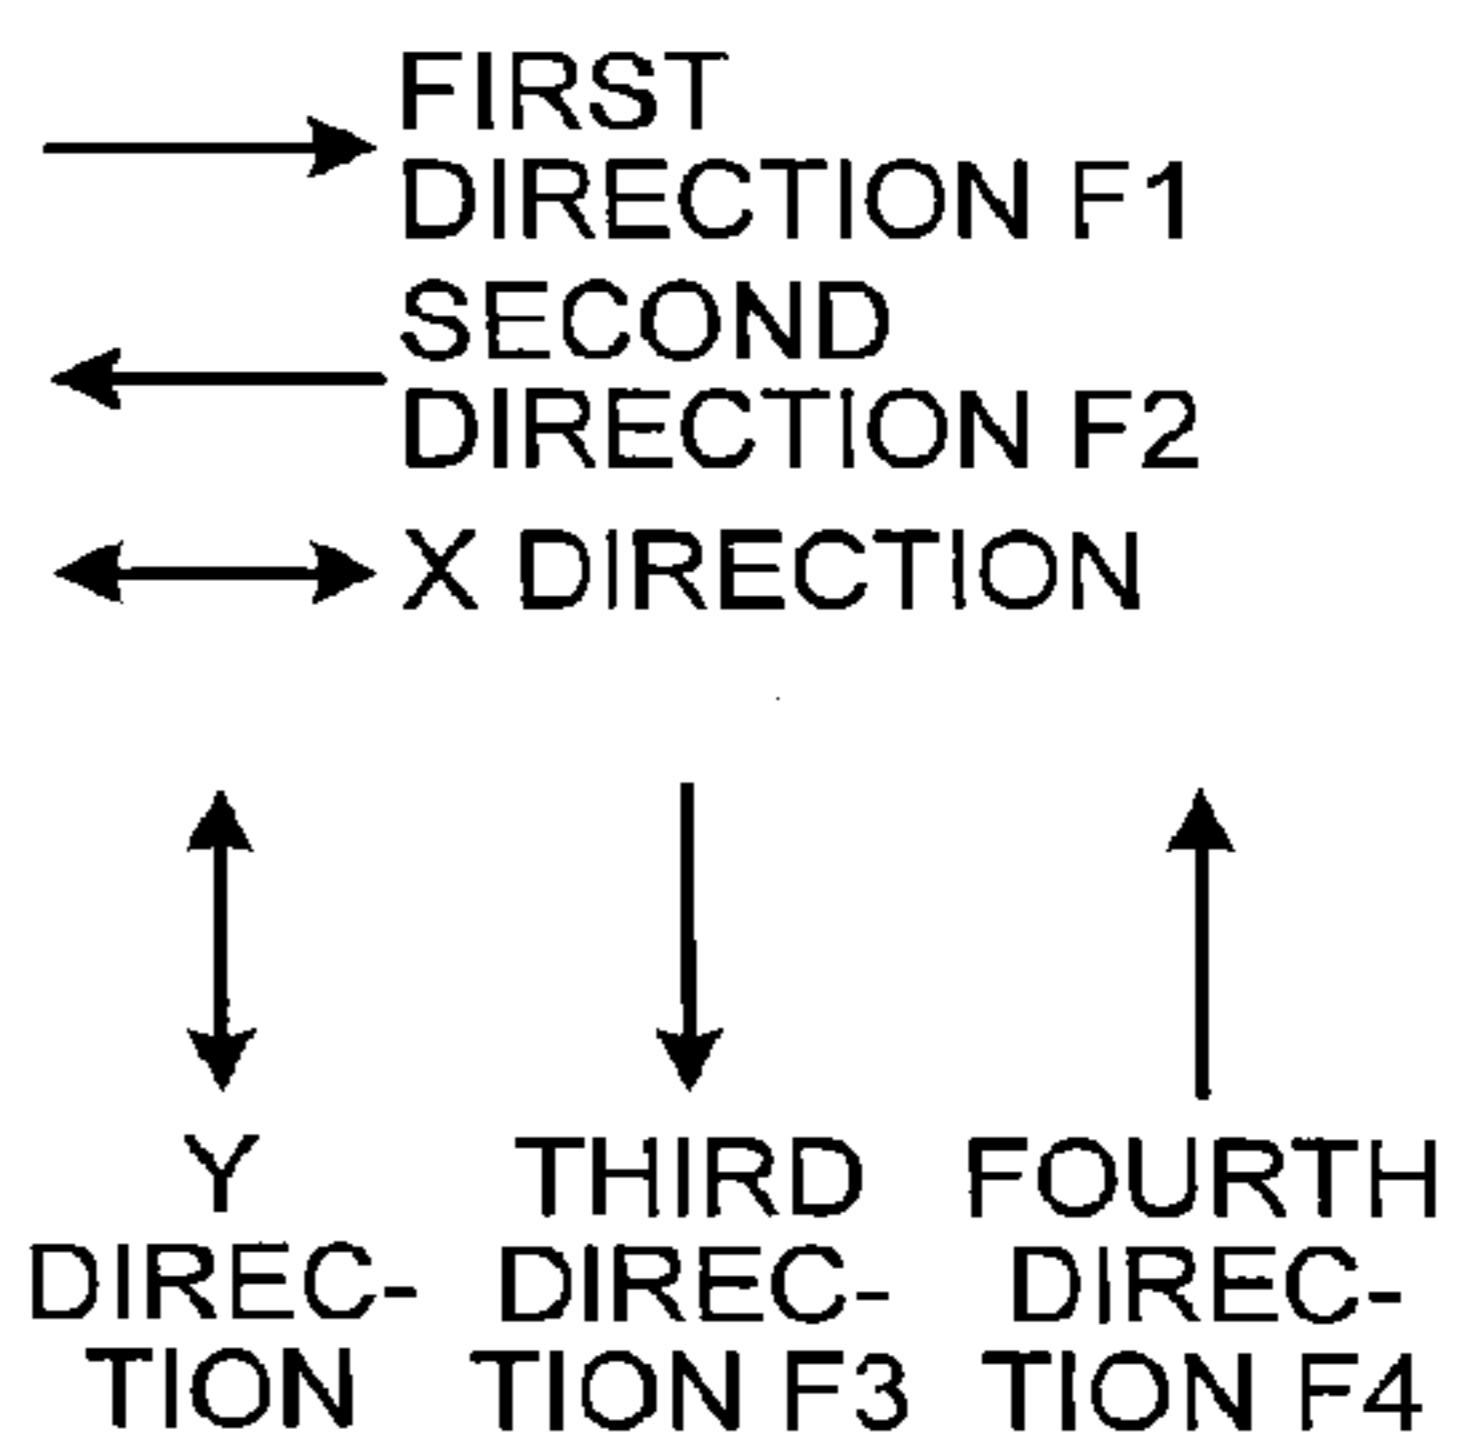 FIRST
DIRECTION F1
SECOND
DIRECTION F2
X DIRECTION
Y
DIREC-
TION
THIRD
DIREC-
TION F3
FOURTH
DIREC-
TION F4